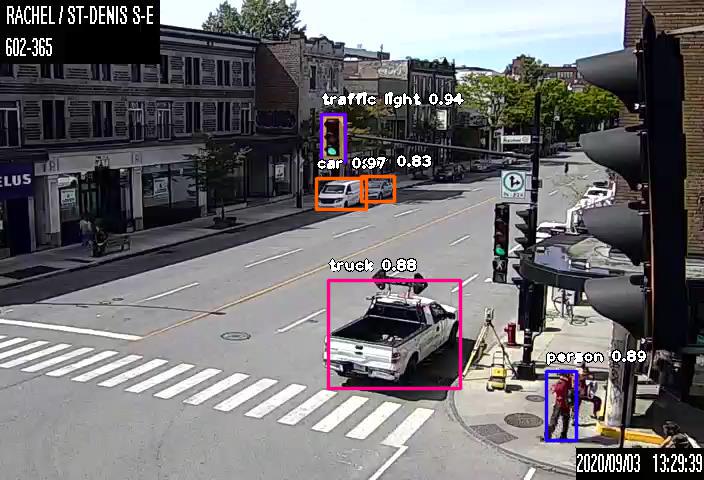 RACHEL / ST-DENIS S-E
602-365
traffic light 0.94
car 0.97 0.83
ELUS
Rachel
truck 0.88
person 0.89
2020/09/03 13:29:39